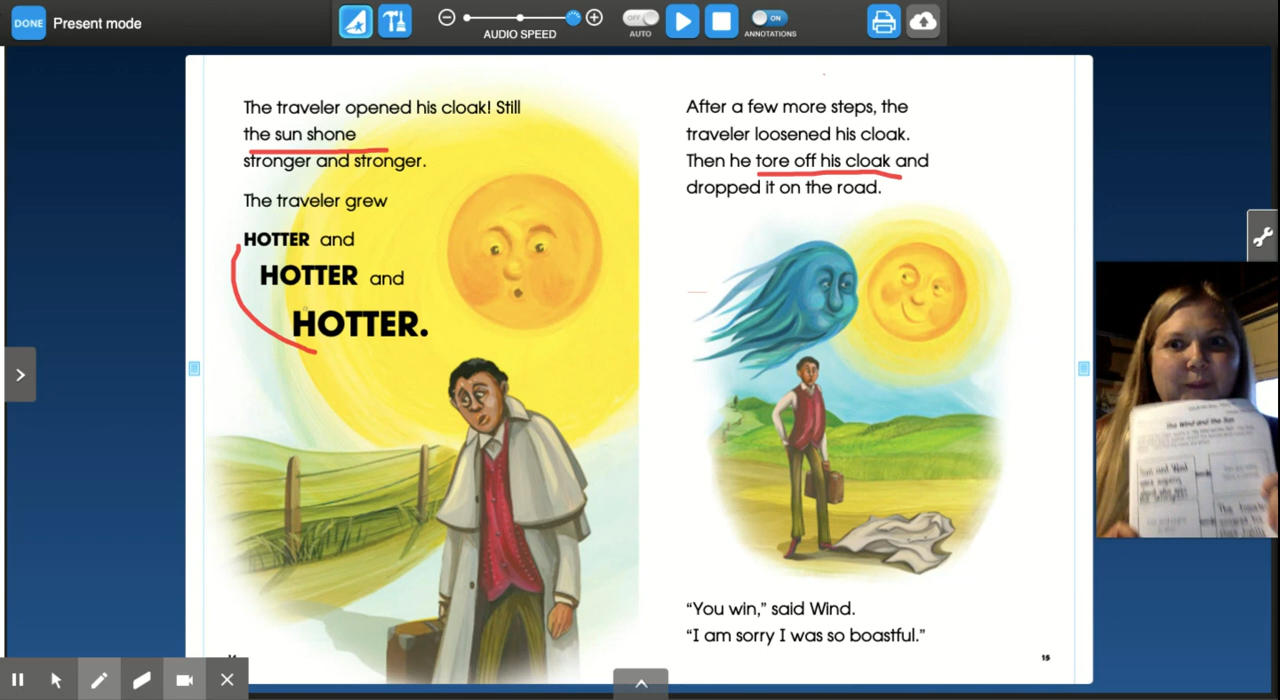 DONE Present mode
AUDIO SPEED
OFF
AUTO
ON
ANNOTATIONS
The traveler opened his cloak! Still
the sun shone
stronger and stronger.
The traveler grew
HOTTER and
HOTTER and
HOTTER.
After a few more steps, the
traveler loosened his cloak.
Then he tore off his cloak and
dropped it on the road.
“You win,” said Wind.
“I am sorry I was so boastful.”
15
The Wind and the Sun
Sun and Wind